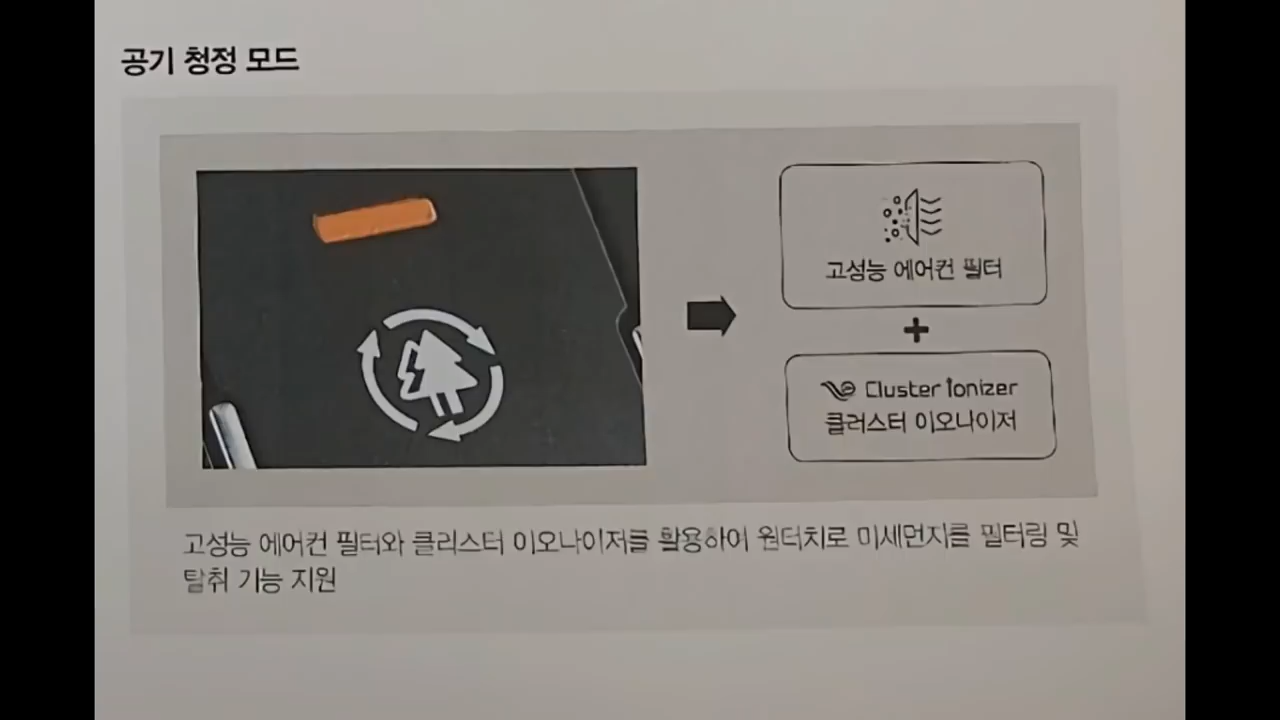 공기 청정 모드
고성능 에어컨 필터
+
Cluster Ionizer
클러스터 이오나이저
고성능 에어컨 필터와 클러스터 이오나이저를 활용하여 원터치로 미세먼지를 필터링 및
탈취 기능 지원